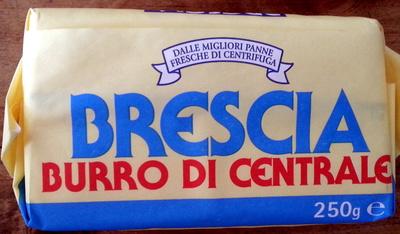 DALLE MIGLIORI PANNE
FRESCHE DI CENTRIFUGA
BRESCIA
BURRO DI CENTRALE
250g ℮